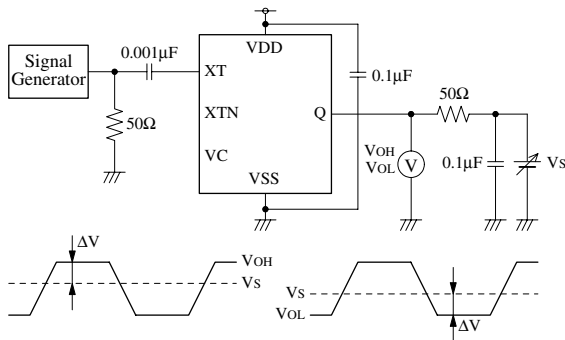 Signal
Generator
0.001µF
50Ω
VDD
XT
XTN
VC
VSS
Q
0.1µF
50Ω
VOH
VOL
V
0.1µF
VS
ΔV
VOH
VS
VS
VOL
ΔV